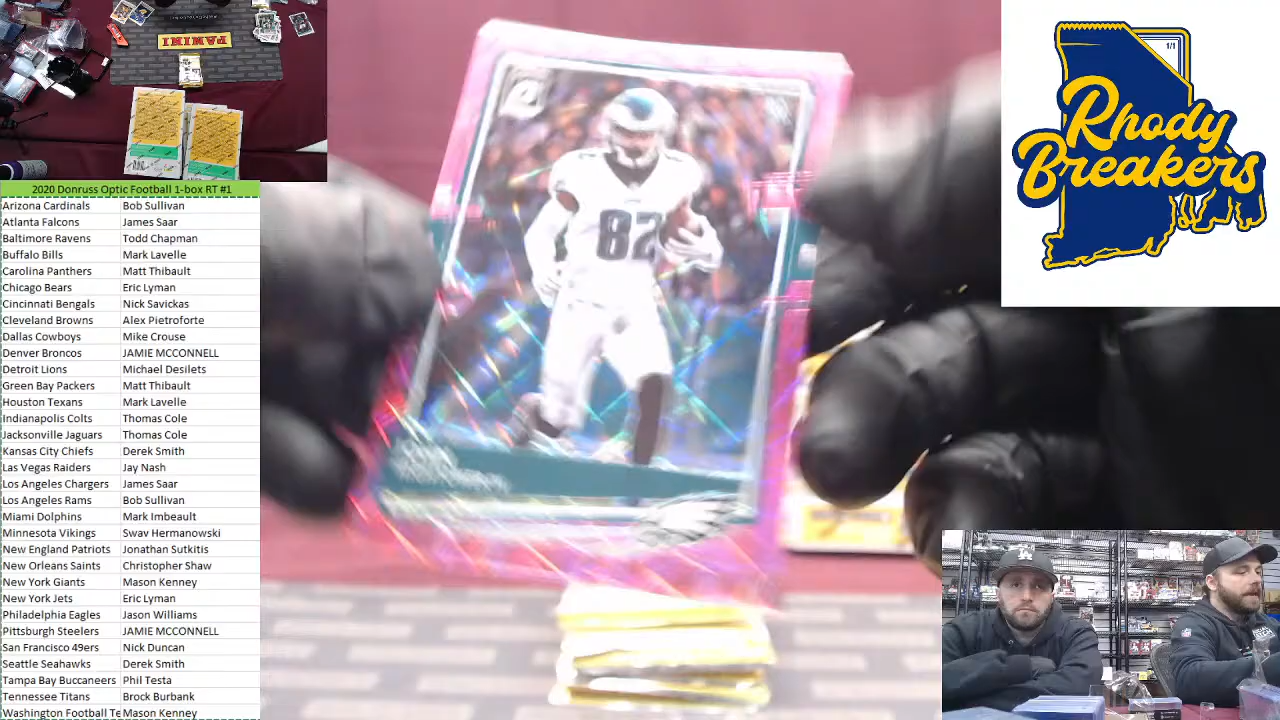 PANINI
1/1
Rhody
Breakers
82
2020 Donruss Optic Football 1-box RT #1
Arizona Cardinals Bob Sullivan
Atlanta Falcons James Saar
Baltimore Ravens Todd Chapman
Buffalo Bills Mark Lavelle
Carolina Panthers Matt Thibault
Chicago Bears Eric Lyman
Cincinnati Bengals Nick Savickas
Cleveland Browns Alex Pietroforte
Dallas Cowboys Mike Crouse
Denver Broncos JAMIE MCCONNELL
Detroit Lions Michael Desilets
Green Bay Packers Matt Thibault
Houston Texans Mark Lavelle
Indianapolis Colts Thomas Cole
Jacksonville Jaguars Thomas Cole
Kansas City Chiefs Derek Smith
Las Vegas Raiders Jay Nash
Los Angeles Chargers James Saar
Los Angeles Rams Bob Sullivan
Miami Dolphins Mark Imbeault
Minnesota Vikings Swav Hermanowski
New England Patriots Jonathan Sutkitis
New Orleans Saints Christopher Shaw
New York Giants Mason Kenney
New York Jets Eric Lyman
Philadelphia Eagles Jason Williams
Pittsburgh Steelers JAMIE MCCONNELL
San Francisco 49ers Nick Duncan
Seattle Seahawks Derek Smith
Tampa Bay Buccaneers Phil Testa
Tennessee Titans Brock Burbank
Washington Football Te Mason Kenney